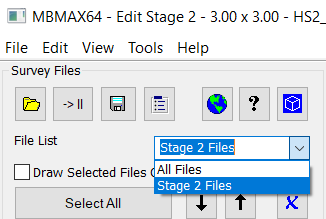 MBMAX64 - Edit Stage 2 - 3.00 x 3.00 - HS2_
File Edit View Tools Help
Survey Files
-> II
?
File List Stage 2 Files
All Files
Draw Selected Files
Stage 2 Files
Select All